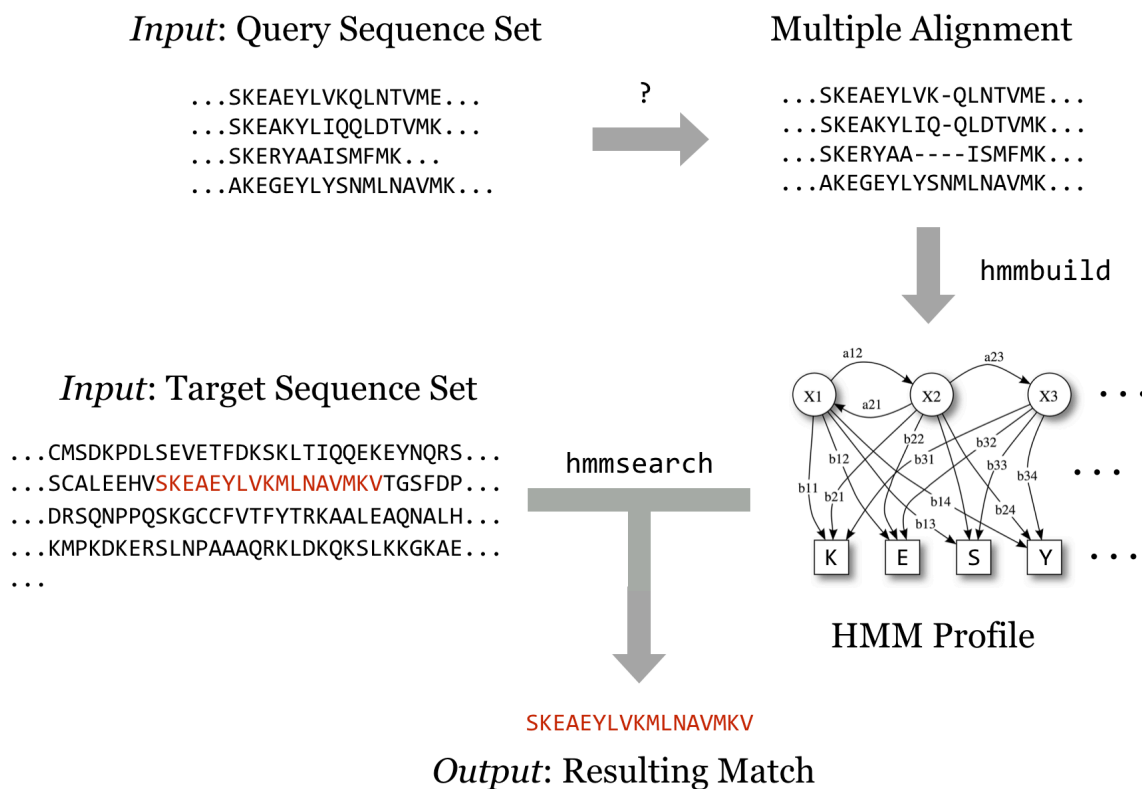 Input: Query Sequence Set
...SKEAEYLVKQLNTVME...
...SKEAKYLIQQLDTVMK...
...SKERYAAISMFMK...
...AKEGEYLYSNMLNAVMK...
?
Multiple Alignment
...SKEAEYLVK-QLNTVME...
...SKEAKYLIQ-QLDTVMK...
...SKERYAA----ISMFMK...
...AKEGEYLYSNMLNAVMK...
hmmbuild
Input: Target Sequence Set
...CMSDKPDLSEVETFDKSKLTIQQEKEYNQRS...
...SCALEEHVSKEAEYLVKMLNAVMKVTGSFDP...
...DRSQNPPQSKGCCFVTFYTRKAALEAQNALH...
...KMPKDKERSLNPAAAQRKLDKQKSLKKGKAE...
...
hmmsearch
a12
a23
X1
X2
X3
...
a21
b12
b22
b32
b31
b33
b11
b21
b34
...
b14
b24
b13
K
E
S
Y
...
HMM Profile
SKEAEYLVKMLNAVMKV
Output: Resulting Match